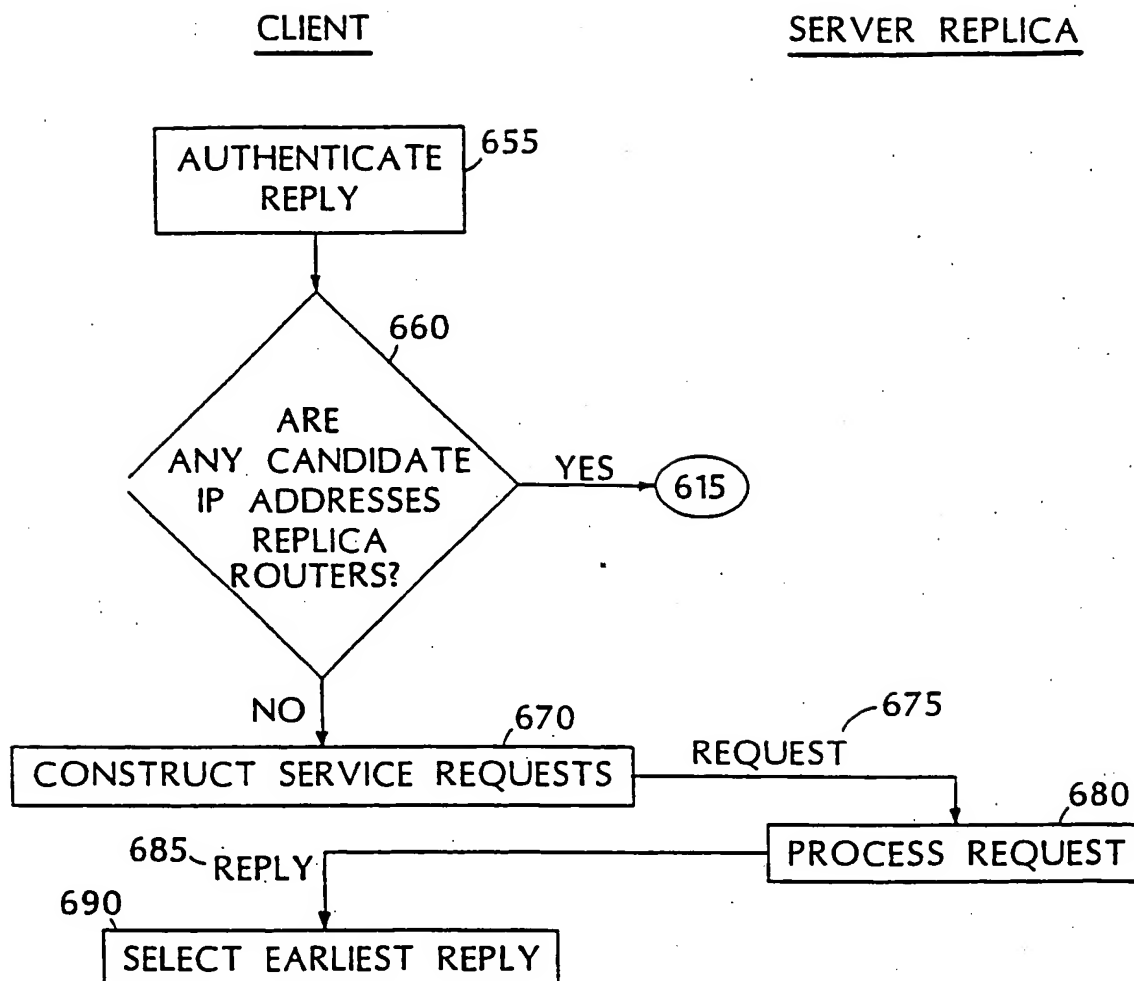 CLIENT
SERVER REPLICA
655
AUTHENTICATE
REPLY
660
ARE
ANY CANDIDATE
IP ADDRESSES
REPLICA
ROUTERS?
YES
615
NO
670
CONSTRUCT SERVICE REQUESTS
675
REQUEST
680
PROCESS REQUEST
685
REPLY
690
SELECT EARLIEST REPLY